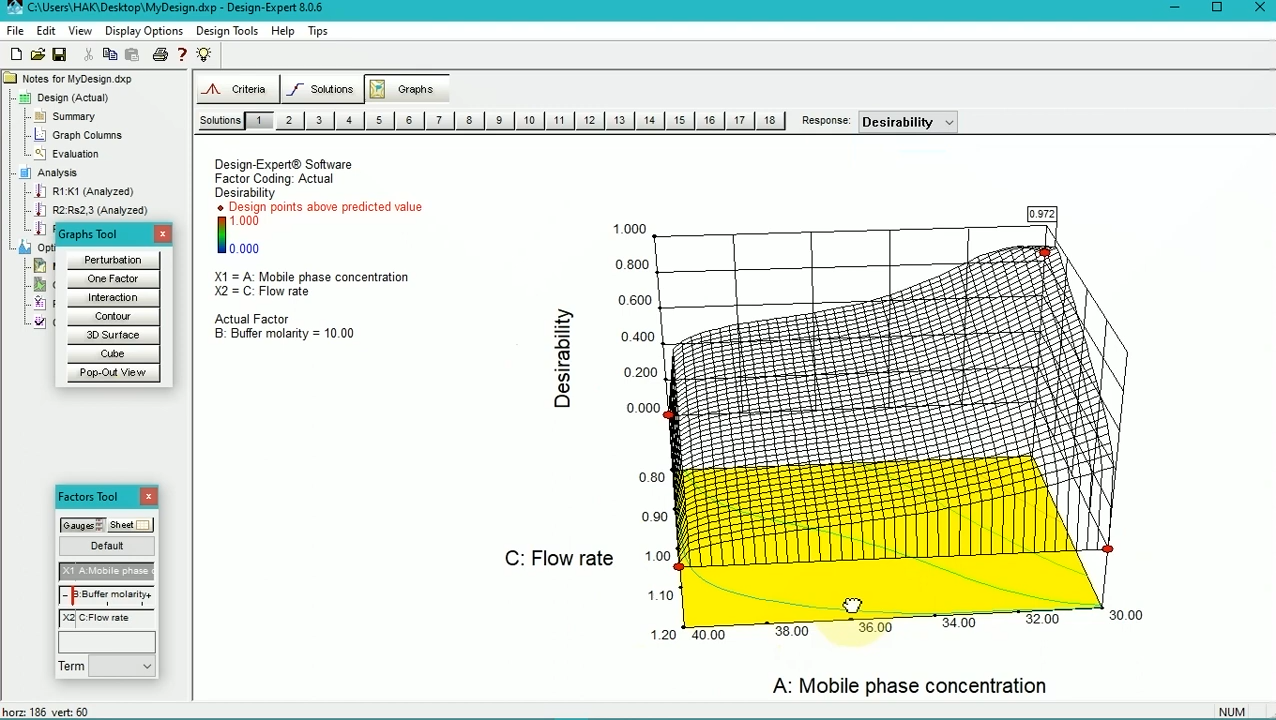 C:\Users\HAK\Desktop\MyDesign.dxp - Design-Expert 8.0.6
File Edit View Display Options Design Tools Help Tips
Notes for MyDesign.dxp
Design (Actual)
Summary
Graph Columns
Evaluation
Analysis
R1:K1 (Analyzed)
R2:Rs2,3 (Analyzed)
Graphs Tool
Perturbation
One Factor
Interaction
Contour
3D Surface
Cube
Pop-Out View
Factors Tool
Gauges Sheet
Default
X1 A:Mobile phase
B:Buffer molarity+
X2 C:Flow rate
Term
Criteria Solutions Graphs
Solutions 1 2 3 4 5 6 7 8 9 10 11 12 13 14 15 16 17 18 Response: Desirability
Design-Expert® Software
Factor Coding: Actual
Desirability
Design points above predicted value
1.000
0.000
X1 = A: Mobile phase concentration
X2 = C: Flow rate
Actual Factor
B: Buffer molarity = 10.00
0.972
1.000
0.800
0.600
0.400
0.200
0.000
Desirability
0.80
0.90
1.00
1.10
1.20
C: Flow rate
40.00 38.00 36.00 34.00 32.00 30.00
A: Mobile phase concentration
horz: 186 vert: 60
NUM